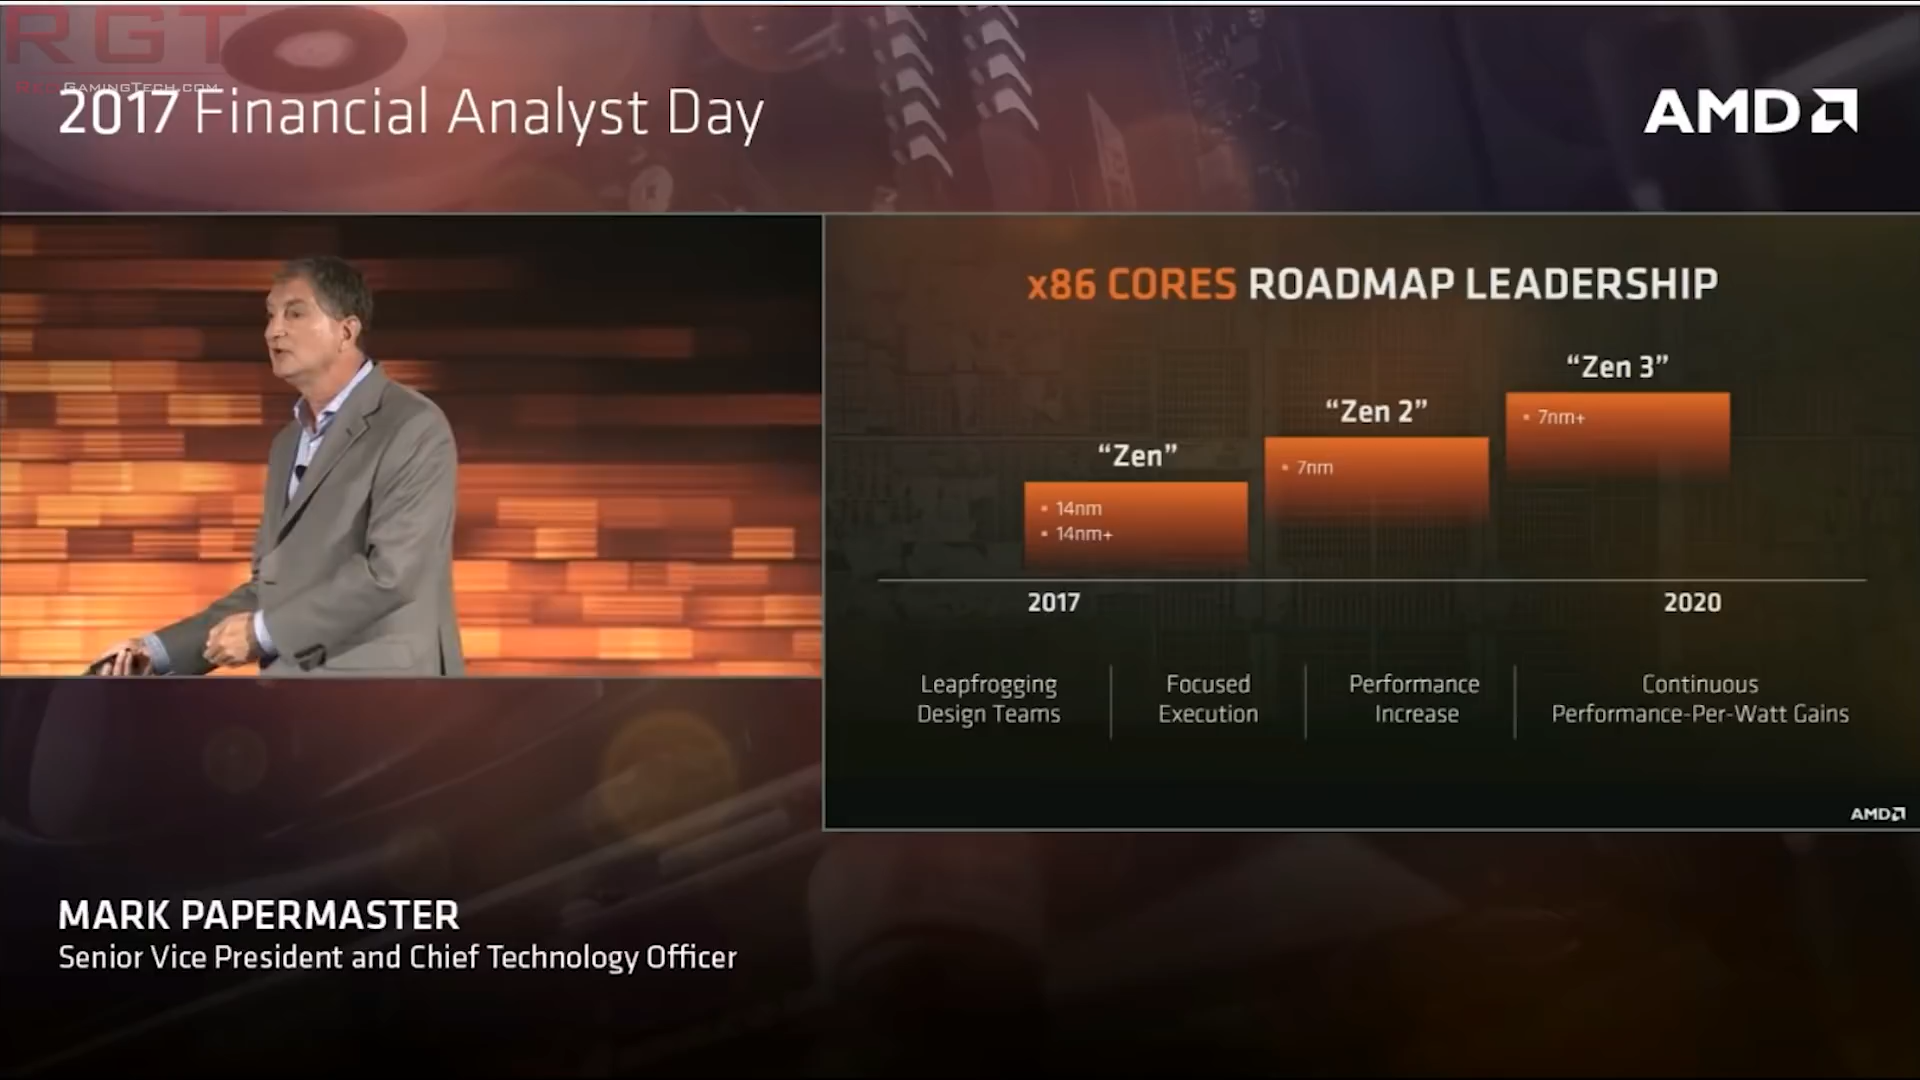 RGT
RedGamingTech.com
2017 Financial Analyst Day
AMD
x86 CORES ROADMAP LEADERSHIP
“Zen”
• 14nm
• 14nm+
“Zen 2”
• 7nm
“Zen 3”
• 7nm+
2017
2020
Leapfrogging
Design Teams
Focused
Execution
Performance
Increase
Continuous
Performance-Per-Watt Gains
AMD
MARK PAPERMASTER
Senior Vice President and Chief Technology Officer